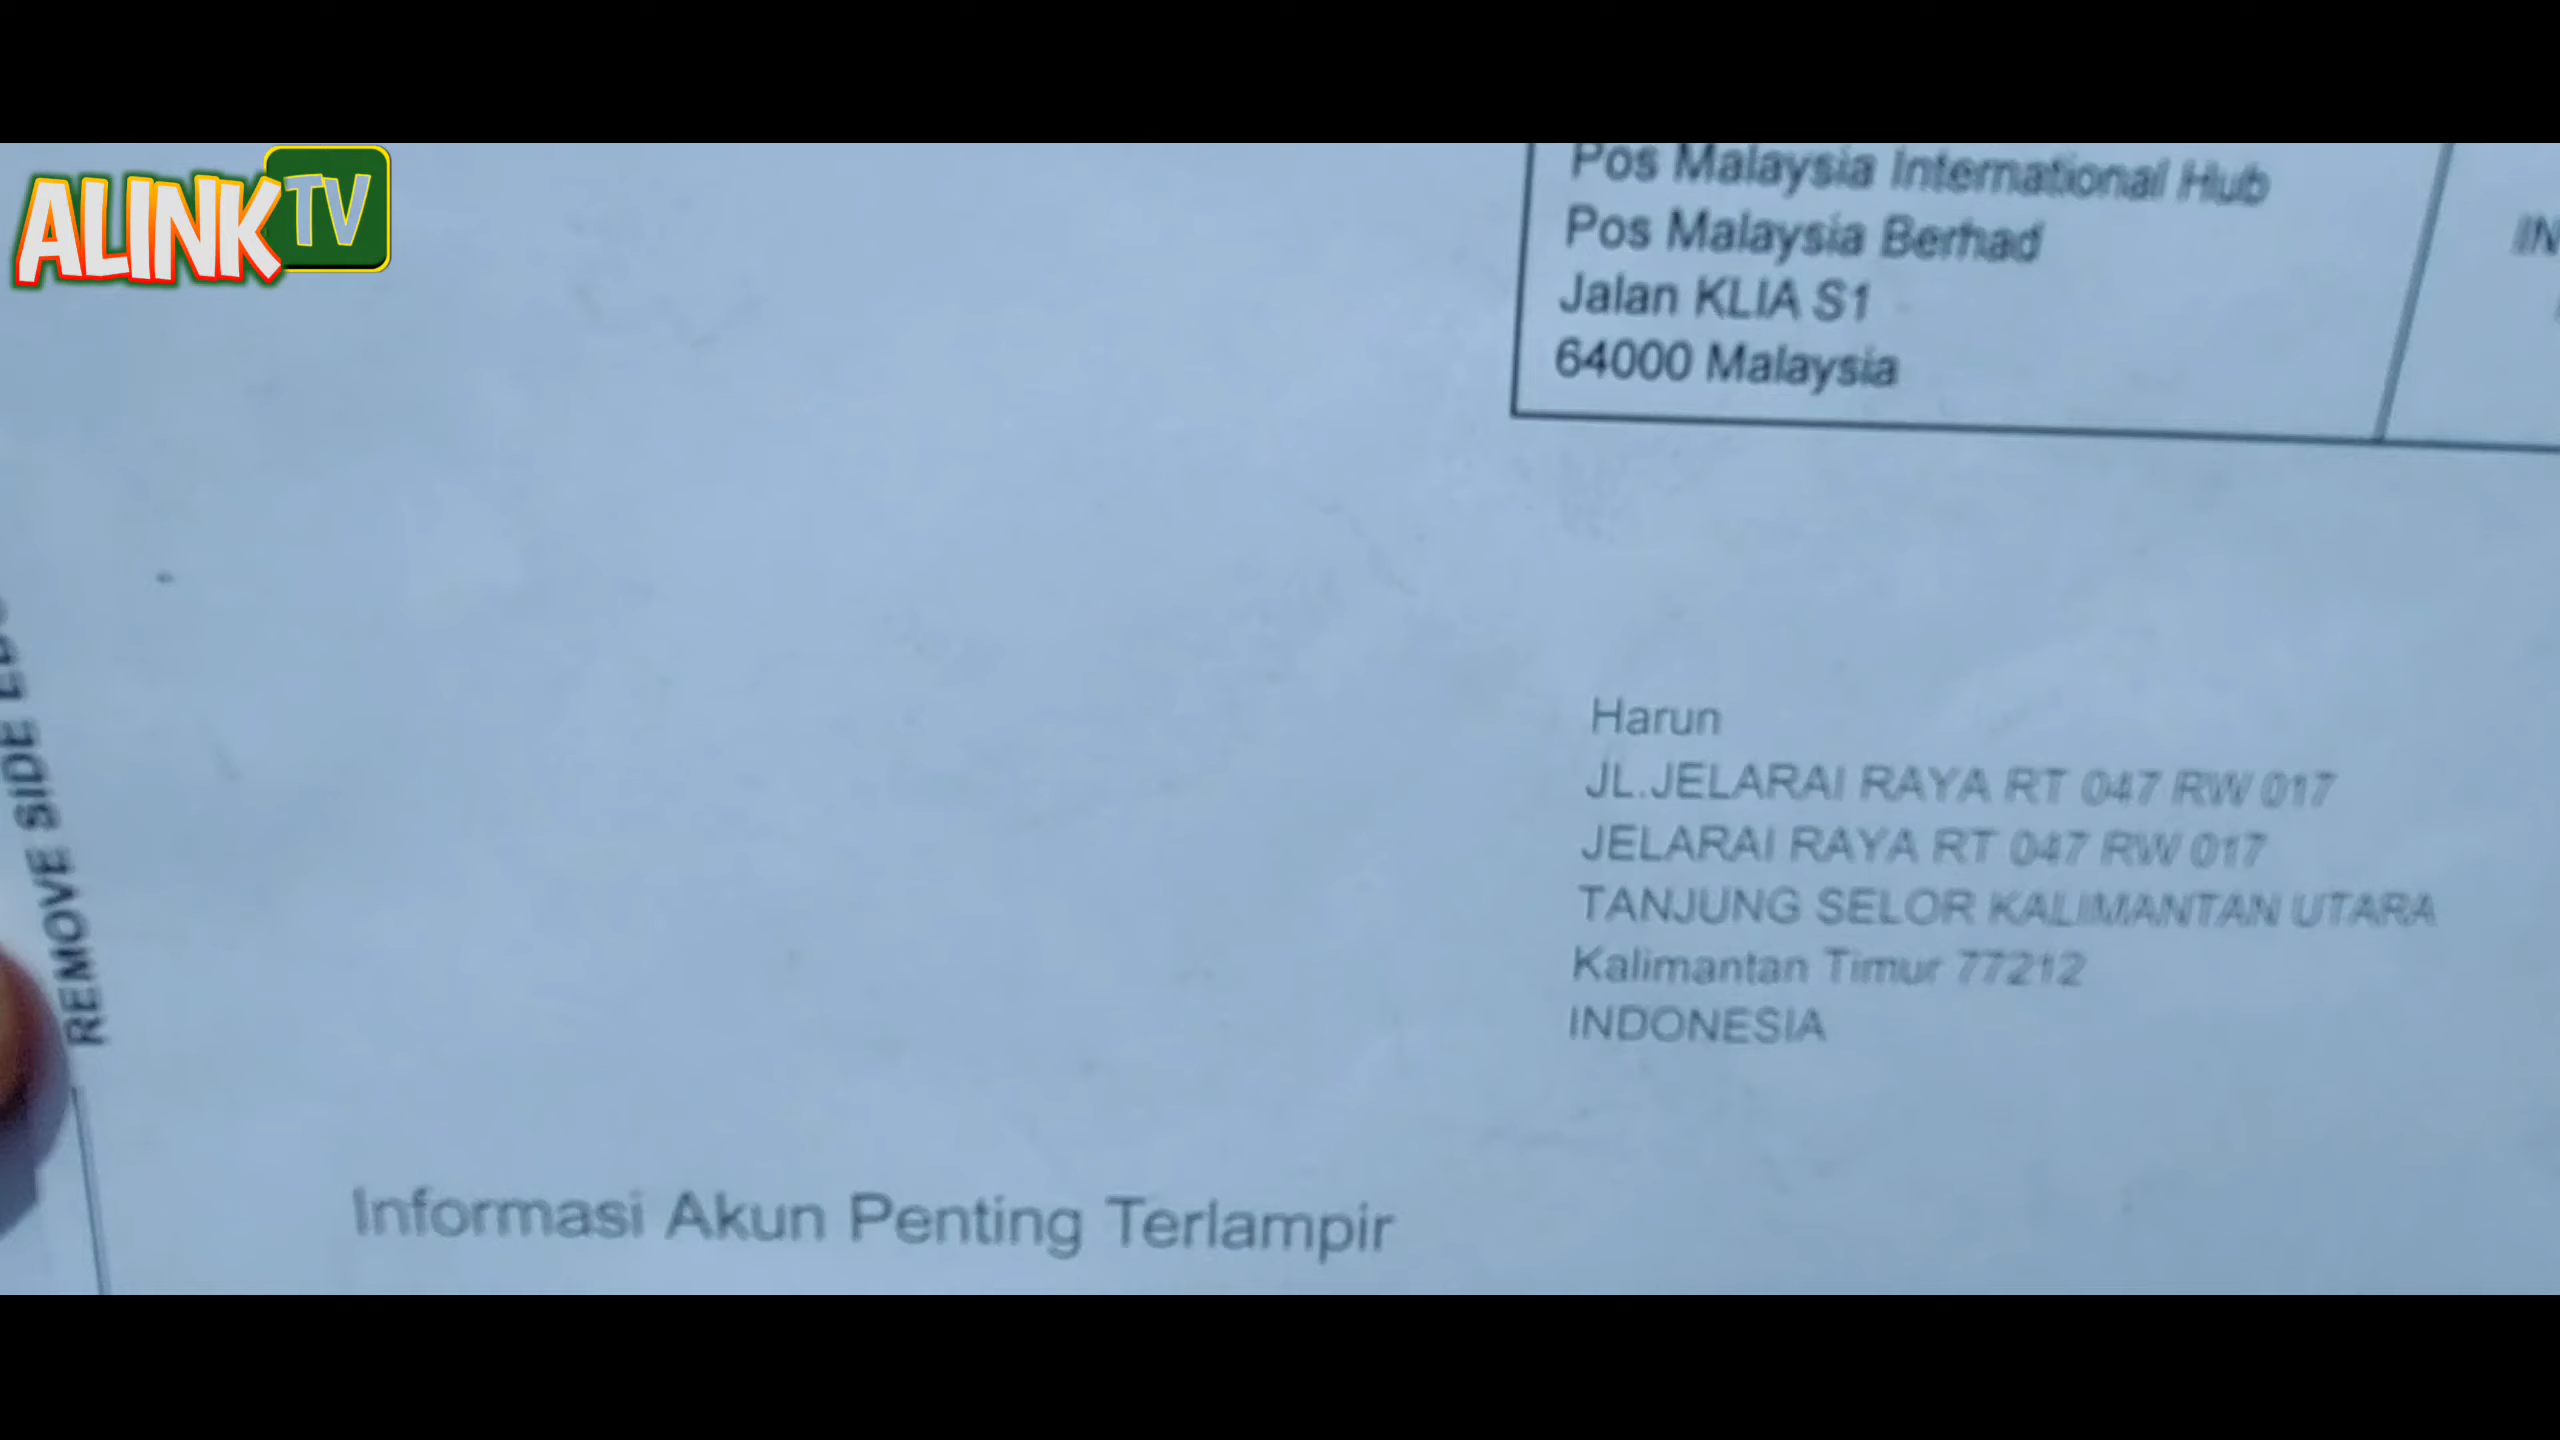 ALINK TV
Pos Malaysia International Hub
Pos Malaysia Berhad
Jalan KLIA S1
64000 Malaysia
REMOVE SIDE
Harun
JL.JELARAI RAYA RT 047 RW 017
JELARAI RAYA RT 047 RW 017
TANJUNG SELOR KALIMANTAN UTARA
Kalimantan Timur 77212
INDONESIA
Informasi Akun Penting Terlampir